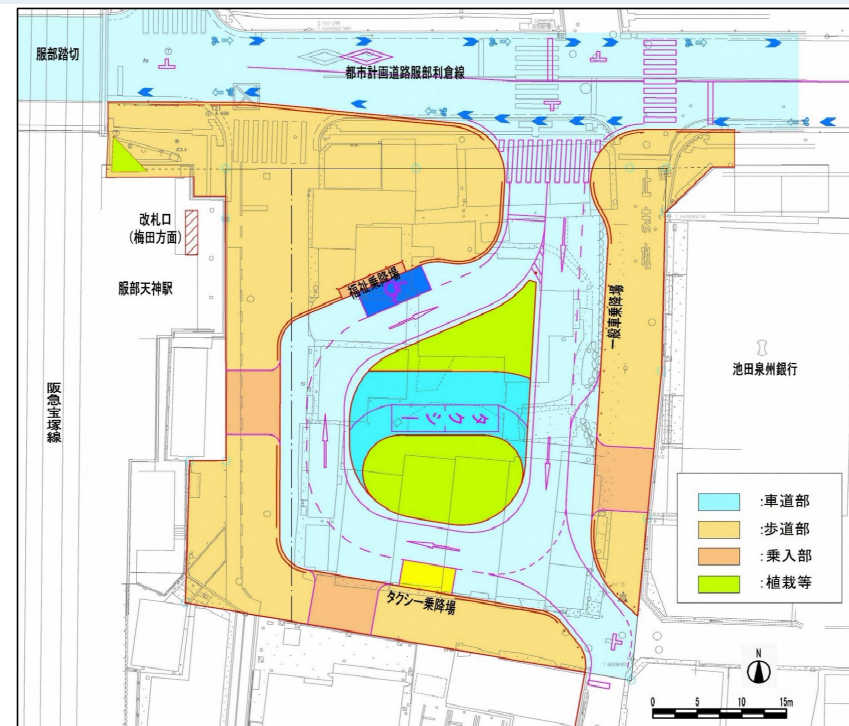 服部踏切
都市計画道路服部利倉線
改札口
（梅田方面）
服部天神駅
阪急宝塚線
福祉乗降場
一般車乗降場
池田泉州銀行
タクシー
タクシー乗降場
:車道部
:歩道部
:乗入部
:植栽等
N
0 5 10 15m